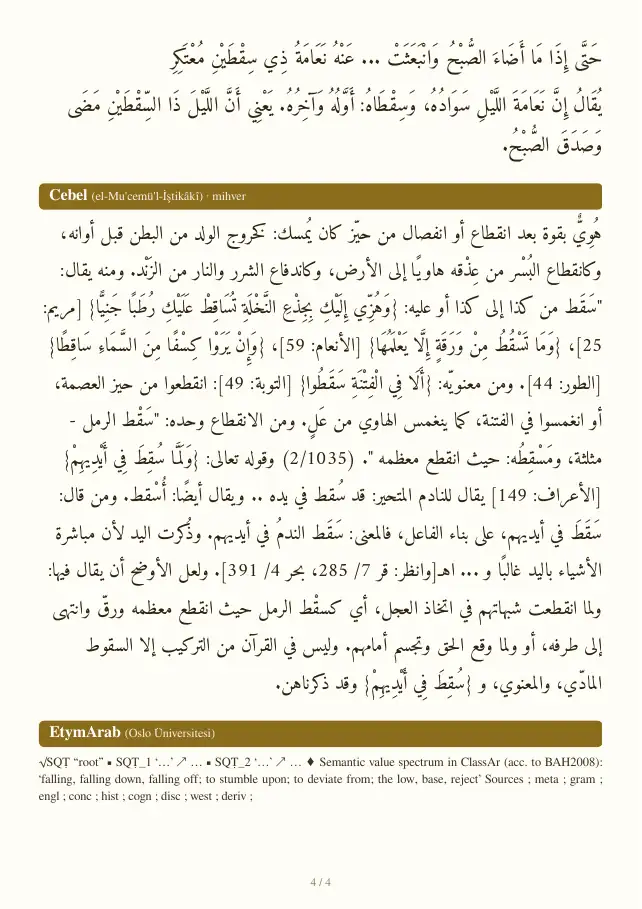 حَتَّى إِذَا مَا أَضَاءَ الصُّبْحُ وَانْبَعَثَتْ ... عَنْهُ نَعَامَةُ ذِي سِقْطَيْنِ مُعْتَكِرِ
يُقَالُ إِنَّ نَعَامَةَ اللَّيْلِ سَوَادُهُ، وَسِقْطَاهُ: أَوَّلُهُ وَآخِرُهُ. يَعْنِي أَنَّ اللَّيْلَ ذَا السِّقْطَيْنِ مَضَى
وَصَدَقَ الصُّبْحُ.
Cebel (el-Mu'cemü'l-İştikâkî) · mihver
هُوِيٌّ بقوة بعد انقطاع أو انفصال من حيّز كان يُمسك: كخروج الولد من البطن قبل أوانه،
وكانقطاع البُسْر من عِذْقه هاويًا إلى الأرض، وكاندفاع الشرر والنار من الزَنْد. ومنه يقال:
"سَقَط من كذا إلى كذا أو عليه: {وَهُزِّي إِلَيْكِ بِجِذْعِ النَّخْلَةِ تُسَاقِطْ عَلَيْكِ رُطَبًا جَنِيًّا} [مريم:
25]، {وَمَا تَسْقُطُ مِنْ وَرَقَةٍ إِلَّا يَعْلَمُهَا} [الأنعام: 59]، {وَإِنْ يَرَوْا كِسْفًا مِنَ السَّمَاءِ سَاقِطًا}
[الطور: 44]. ومن معنويّه: {أَلَا فِي الْفِتْنَةِ سَقَطُوا} [التوبة: 49]: انقطعوا من حيز العصمة،
أو انغمسوا في الفتنة، كما ينغمس الهاوي من عَلٍ. ومن الانقطاع وحده: "سَقْط الرمل -
مثلثة، ومَسْقِطُه: حيث انقطع معظمه ". (2/1035) وقوله تعالى: {وَلَمَّا سُقِطَ فِي أَيْدِيهِمْ}
[الأعراف: 149] يقال للنادم المتحير: قد سُقط في يده .. ويقال أيضًا: أُسْقط. ومن قال:
سَقَطَ في أيديهم، على بناء الفاعل، فالمعنى: سَقَط الندمُ في أيديهم. وذُكرت اليد لأن مباشرة
الأشياء باليد غالبًا و ... اهـ[وانظر: قر 7/ 285، بحر 4/ 391]. ولعل الأوضح أن يقال فيها:
ولما انقطعت شبهاتهم في اتخاذ العجل، أي كسقْط الرمل حيث انقطع معظمه ورقّ وانتهى
إلى طرفه، أو ولما وقع الحق وتجسم أمامهم. وليس في القرآن من التركيب إلا السقوط
المادّي، والمعنوي، و {سُقِطَ فِي أَيْدِيهِمْ} وقد ذكرناهن.
EtymArab (Oslo Üniversitesi)
√SQṬ “root” ▪ SQṬ_1 ‘…’ ↗ … ▪ SQṬ_2 ‘…’ ↗ … ♦ Semantic value spectrum in ClassAr (acc. to BAH2008):
‘falling, falling down, falling off; to stumble upon; to deviate from; the low, base, reject’ Sources ; meta ; gram ;
engl ; conc ; hist ; cogn ; disc ; west ; deriv ;
4 / 4